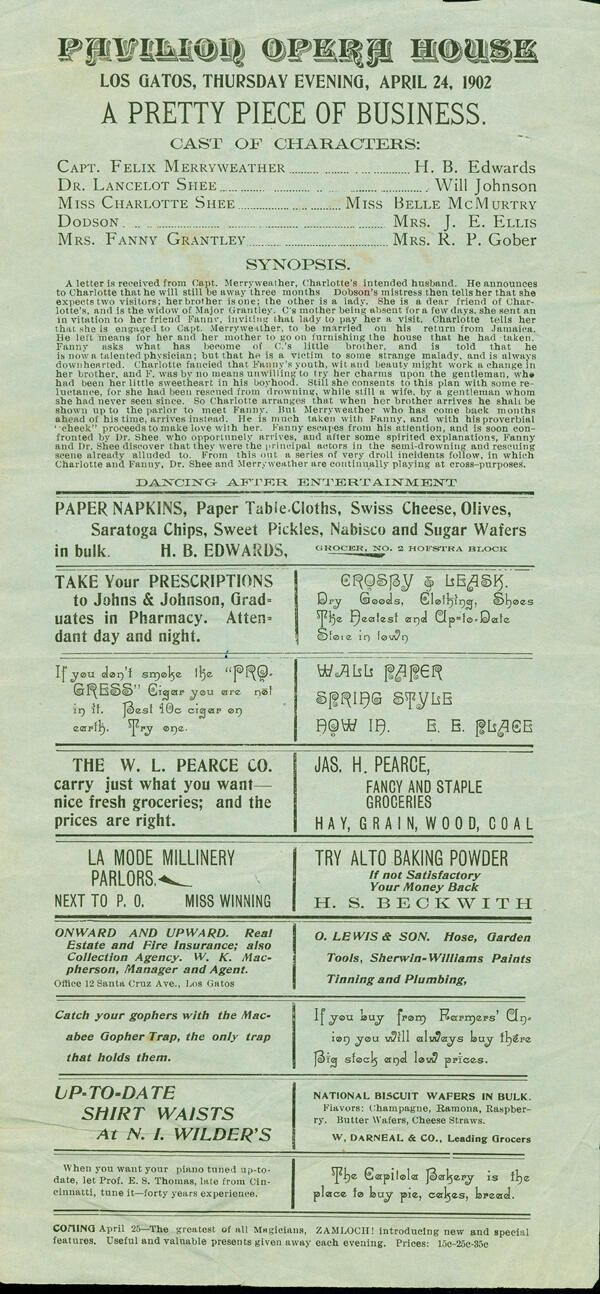 PAVILION OPERA HOUSE
LOS GATOS, THURSDAY EVENING, APRIL 24, 1902
A PRETTY PIECE OF BUSINESS.
CAST OF CHARACTERS:
CAPT. FELIX MERRYWEATHER H. B. Edwards
DR. LANCELOT SHEE Will Johnson
MISS CHARLOTTE SHEE MISS BELLE MCMURTRY
DODSON MRS. J. E. ELLIS
MRS. FANNY GRANTLEY MRS. R. P. Gober
SYNOPSIS.
A letter is received from Capt. Merryweather, Charlotte's intended husband. He announces
to Charlotte that he will still be away three months Dobson's mistress then tells her that she
expects two visitors; her brother is one; the other is a lady. She is a dear friend of Char-
lotte's, and is the widow of Major Grantley. C's mother being absent for a few days, she sent an
in vitation to her friend Fanny, inviting that lady to pay her a visit. Charlotte tells her
that she is engaged to Capt. Merryweather, to be married on his return from Jamaica.
He left means for her and her mother to go on furnishing the house that he had taken.
Fanny asks what has become of C.'s little brother, and is told that he
is now a talented physician; but that he is a victim to some strange malady, and is always
downhearted. Charlotte fancied that Fanny's youth, wit and beauty might work a change in
her brother, and F. was by no means unwilling to try her charms upon the gentleman, who
had been her little sweetheart in his boyhood. Still she consents to this plan with some re-
luctance, for she had been rescued from drowning, while still a wife, by a gentleman whom
she had never seen since. So Charlotte arranges that when her brother arrives he shall be
shown up to the parlor to meet Fanny. But Merryweather who has come back months
ahead of his time, arrives instead. He is much taken with Fanny, and with his proverbial
"cheek" proceeds to make love with her. Fanny escapes from his attention, and is soon con-
fronted by Dr. Shee who opportunely arrives, and after some spirited explanations, Fanny
and Dr. Shee discover that they were the principal actors in the semi-drowning and rescuing
scene already alluded to. From this out a series of very droll incidents follow, in which
Charlotte and Fanny, Dr. Shee and Merryweather are continually playing at cross-purposes.
DANCING AFTER ENTERTAINMENT
PAPER NAPKINS, Paper Table-Cloths, Swiss Cheese, Olives,
Saratoga Chips, Sweet Pickles, Nabisco and Sugar Wafers
in bulk. H. B. EDWARDS, GROCER, NO. 2 HOFSTRA BLOCK
TAKE Your PRESCRIPTIONS
to Johns & Johnson, Grad=
uates in Pharmacy. Atten=
dant day and night.
CROSBY & LEASK.
Dry Goods, Clothing, Shoes
The Neatest and Up-to-Date
Store in town
If you don't smoke the "PRO-
GRESS" Cigar you are not
in it. Best 10c cigar on
earth. Try one.
WALL PAPER
SPRING STYLE
NOW IN. E. E. PLACE
THE W. L. PEARCE CO.
carry just what you want—
nice fresh groceries; and the
prices are right.
JAS. H. PEARCE,
FANCY AND STAPLE
GROCERIES
HAY, GRAIN, WOOD, COAL
LA MODE MILLINERY
PARLORS.
NEXT TO P. O. MISS WINNING
TRY ALTO BAKING POWDER
If not Satisfactory
Your Money Back
H. S. BECKWITH
ONWARD AND UPWARD. Real
Estate and Fire Insurance; also
Collection Agency. W. K. Mac-
pherson, Manager and Agent.
Office 12 Santa Cruz Ave., Los Gatos
O. LEWIS & SON. Hose, Garden
Tools, Sherwin-Williams Paints
Tinning and Plumbing,
Catch your gophers with the Mac-
abee Gopher Trap, the only trap
that holds them.
If you buy from Farmers' Un-
ion you will always buy there
Big stock and low prices.
UP-TO-DATE
SHIRT WAISTS
At N. I. WILDER'S
NATIONAL BISCUIT WAFERS IN BULK.
Flavors: Champagne, Ramona, Raspber-
ry. Butter Wafers, Cheese Straws.
W. DARNEAL & CO., Leading Grocers
When you want your piano tuned up-to-
date, let Prof. E. S. Thomas, late from Cin-
cinnatti, tune it—forty years experience.
The Capitola Bakery is the
place to buy pie, cakes, bread.
COMING April 25—The greatest of all Magicians, ZAMLOCH! introducing new and special
features. Useful and valuable presents given away each evening. Prices: 15c-25c-35c